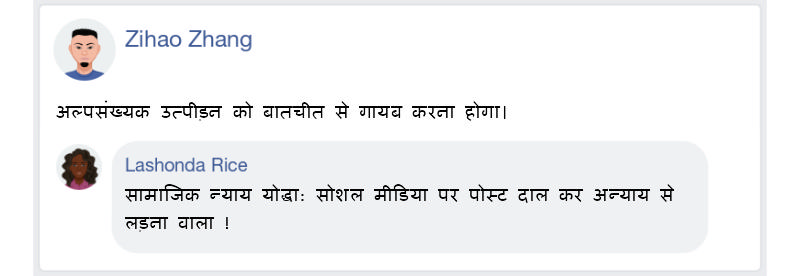 Zihao Zhang
अल्पसंख्यक उत्पीड़न को बातचीत से गायब करना होगा।
Lashonda Rice
सामाजिक न्याय योद्धा: सोशल मीडिया पर पोस्ट दाल कर अन्याय से
लड़ना वाला !